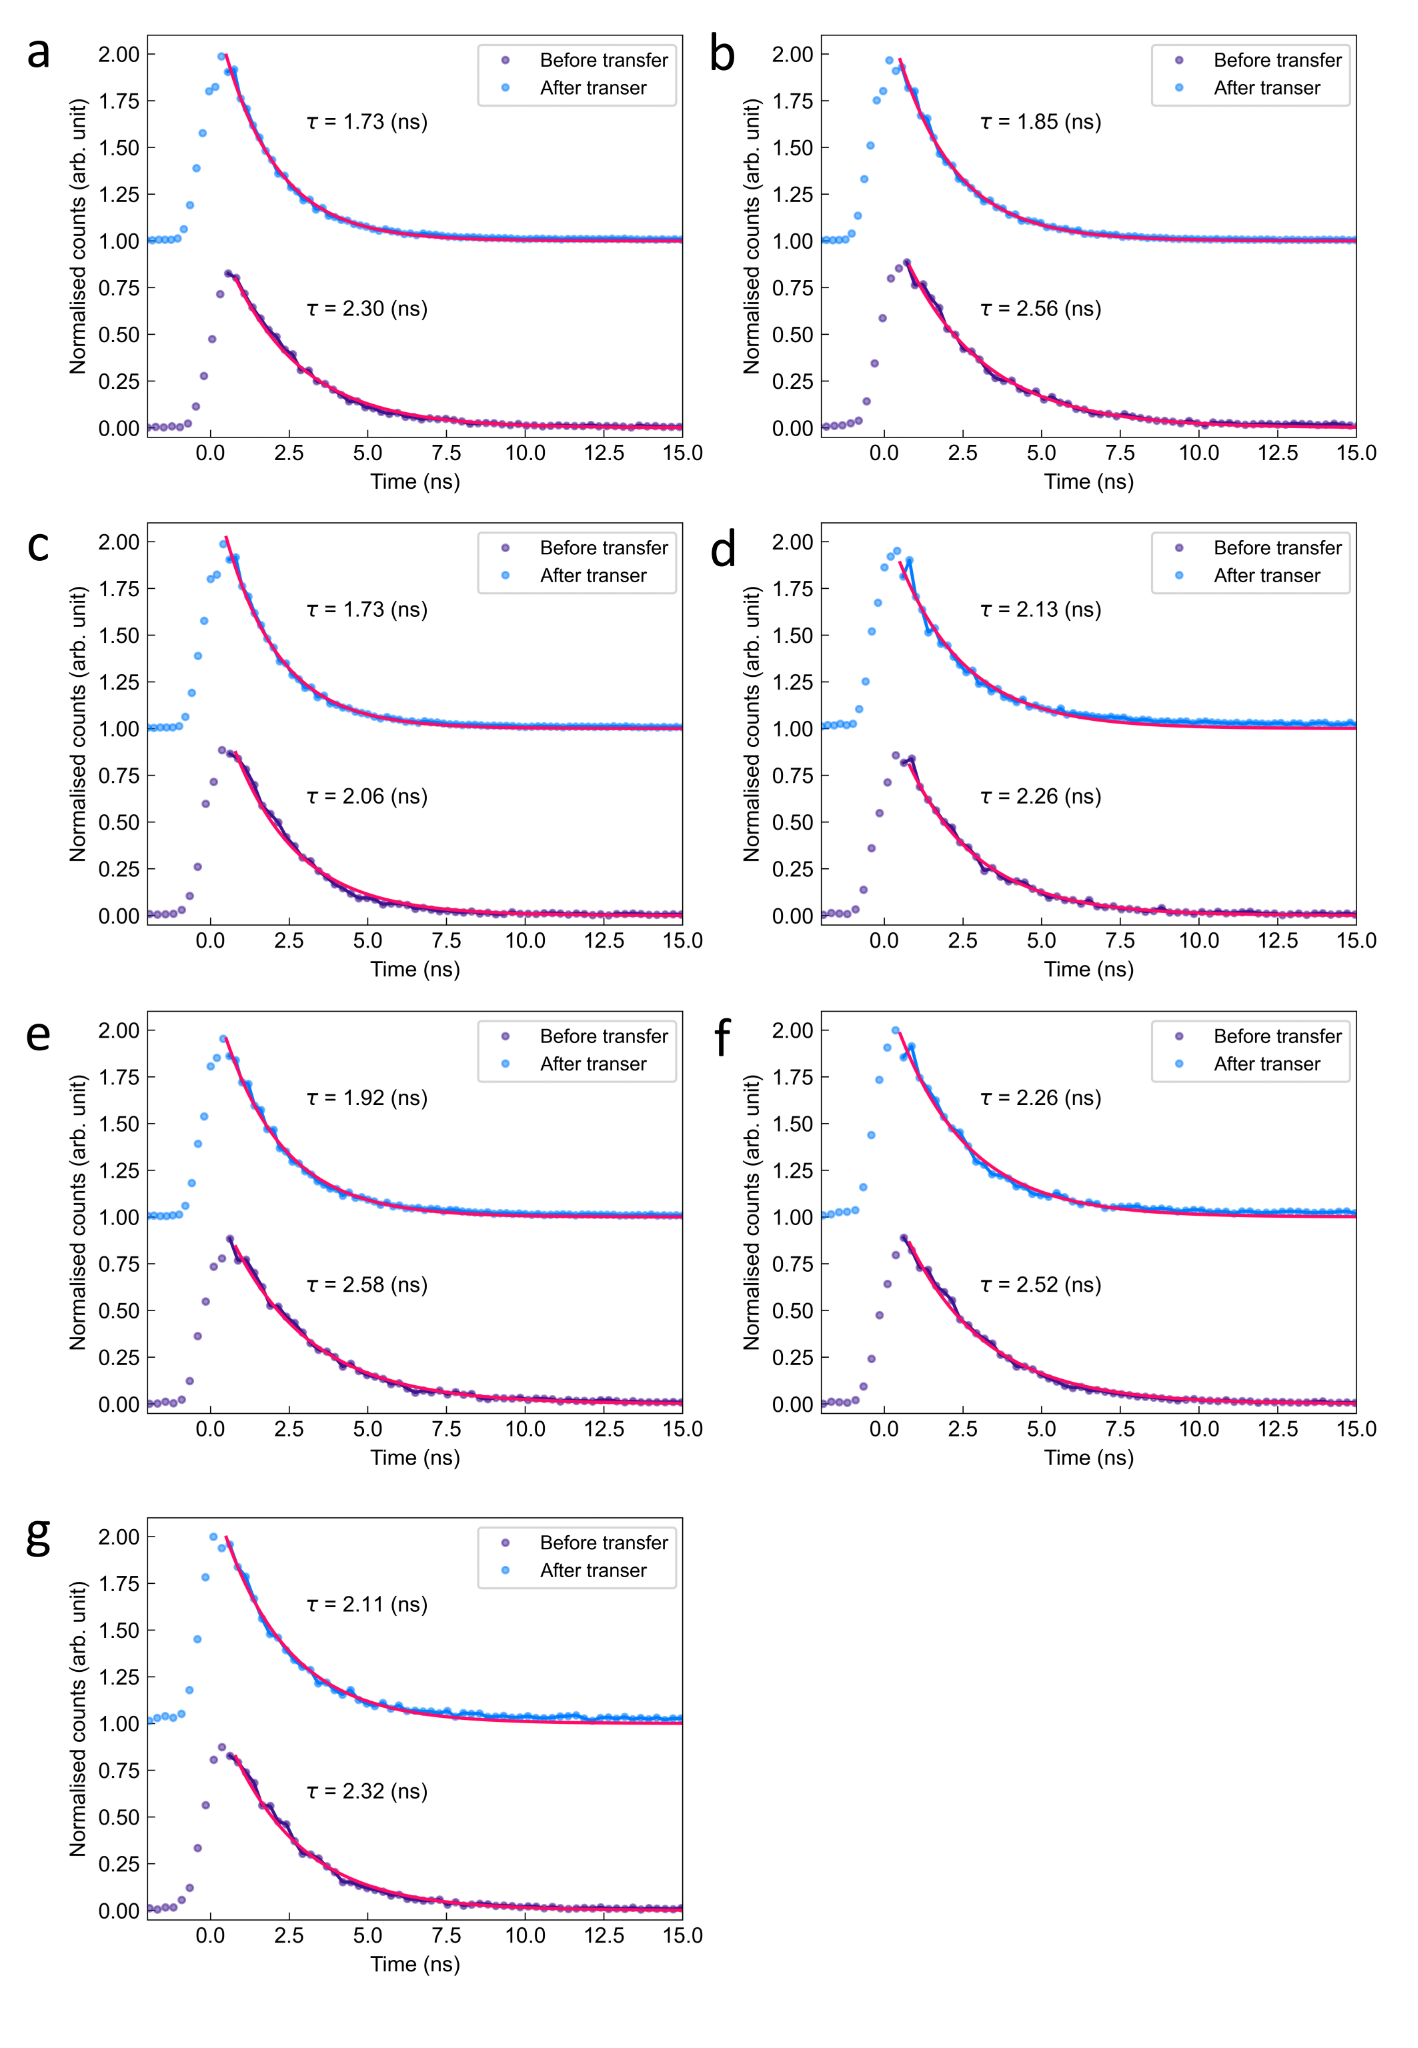 a
2.00
1.75
1.50
1.25
1.00
0.75
0.50
0.25
0.00
Normalised counts (arb. unit)
Before transfer
After transer
τ = 1.73 (ns)
τ = 2.30 (ns)
0.0 2.5 5.0 7.5 10.0 12.5 15.0
Time (ns)
b
2.00
1.75
1.50
1.25
1.00
0.75
0.50
0.25
0.00
Normalised counts (arb. unit)
Before transfer
After transer
τ = 1.85 (ns)
τ = 2.56 (ns)
0.0 2.5 5.0 7.5 10.0 12.5 15.0
Time (ns)
c
2.00
1.75
1.50
1.25
1.00
0.75
0.50
0.25
0.00
Normalised counts (arb. unit)
Before transfer
After transer
τ = 1.73 (ns)
τ = 2.06 (ns)
0.0 2.5 5.0 7.5 10.0 12.5 15.0
Time (ns)
d
2.00
1.75
1.50
1.25
1.00
0.75
0.50
0.25
0.00
Normalised counts (arb. unit)
Before transfer
After transer
τ = 2.13 (ns)
τ = 2.26 (ns)
0.0 2.5 5.0 7.5 10.0 12.5 15.0
Time (ns)
e
2.00
1.75
1.50
1.25
1.00
0.75
0.50
0.25
0.00
Normalised counts (arb. unit)
Before transfer
After transer
τ = 1.92 (ns)
τ = 2.58 (ns)
0.0 2.5 5.0 7.5 10.0 12.5 15.0
Time (ns)
f
2.00
1.75
1.50
1.25
1.00
0.75
0.50
0.25
0.00
Normalised counts (arb. unit)
Before transfer
After transer
τ = 2.26 (ns)
τ = 2.52 (ns)
0.0 2.5 5.0 7.5 10.0 12.5 15.0
Time (ns)
g
2.00
1.75
1.50
1.25
1.00
0.75
0.50
0.25
0.00
Normalised counts (arb. unit)
Before transfer
After transer
τ = 2.11 (ns)
τ = 2.32 (ns)
0.0 2.5 5.0 7.5 10.0 12.5 15.0
Time (ns)